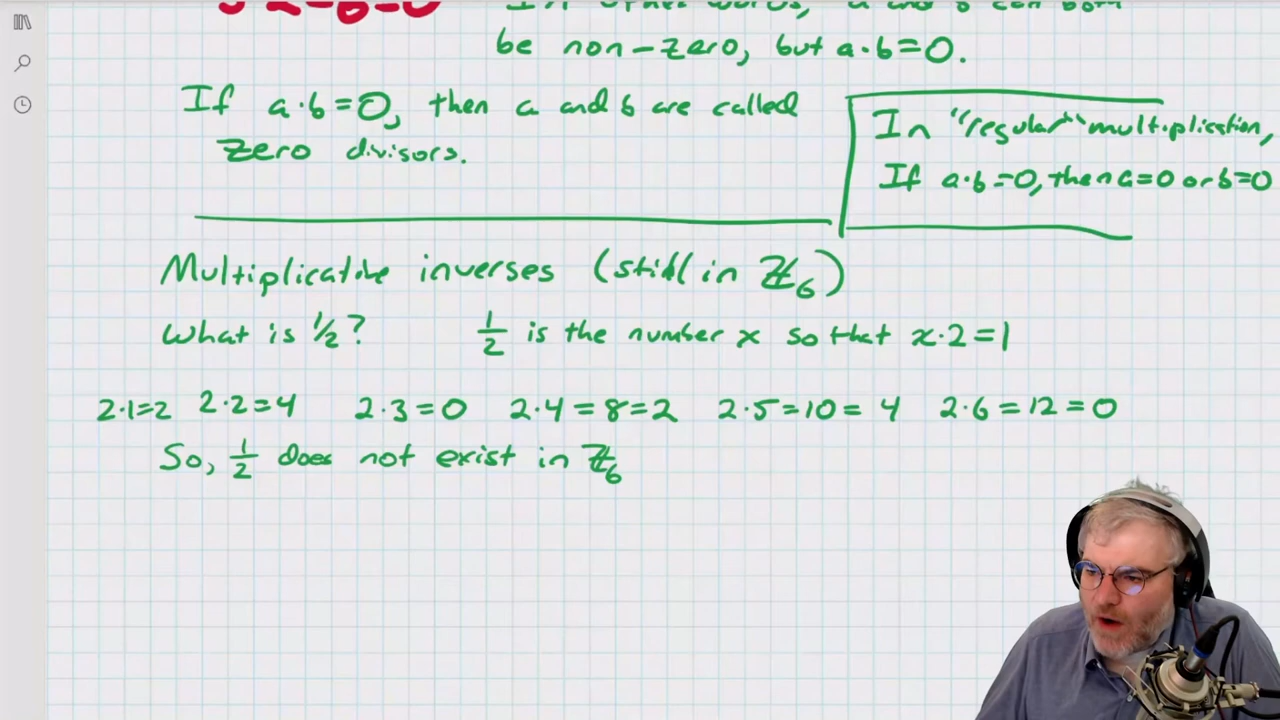 be non-zero, but a·b=0.
If a·b=0, then a and b are called
zero divisors.
In "regular" multiplication,
If a·b=0, then a=0 or b=0
Multiplicative inverses (still in ℤ₆)
What is ½? 1/2 is the number x so that x·2=1
2·1=2 2·2=4 2·3=0 2·4=8=2 2·5=10=4 2·6=12=0
So, 1/2 does not exist in ℤ₆